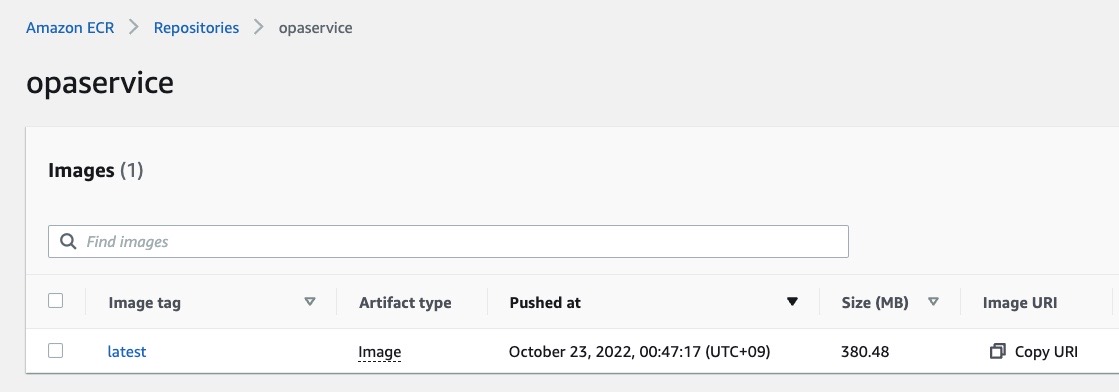 Amazon ECR > Repositories > opaservice
opaservice
Images (1)
Find images
Image tag Artifact type Pushed at Size (MB) Image URI
latest Image October 23, 2022, 00:47:17 (UTC+09) 380.48 Copy URI